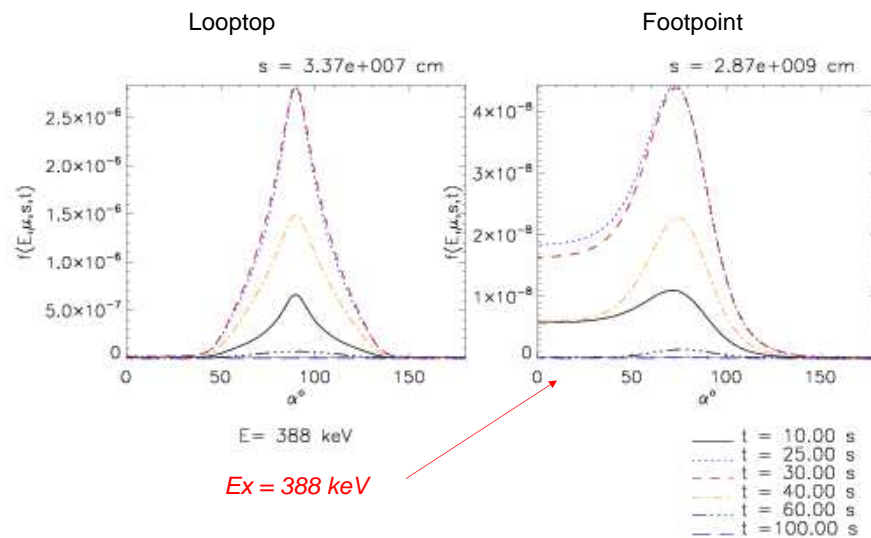 Looptop
Footpoint
s = 3.37e+007 cm
s = 2.87e+009 cm
f(E,μ,s,t)
2.5×10⁻⁶
2.0×10⁻⁶
1.5×10⁻⁶
1.0×10⁻⁶
5.0×10⁻⁷
0
0
50
100
150
α°
f(E,μ,s,t)
4×10⁻⁸
2×10⁻⁸
1×10⁻⁸
0
0
50
100
150
α°
E= 388 keV
Ex = 388 keV
t = 10.00 s
t = 25.00 s
t = 30.00 s
t = 40.00 s
t = 60.00 s
t =100.00 s